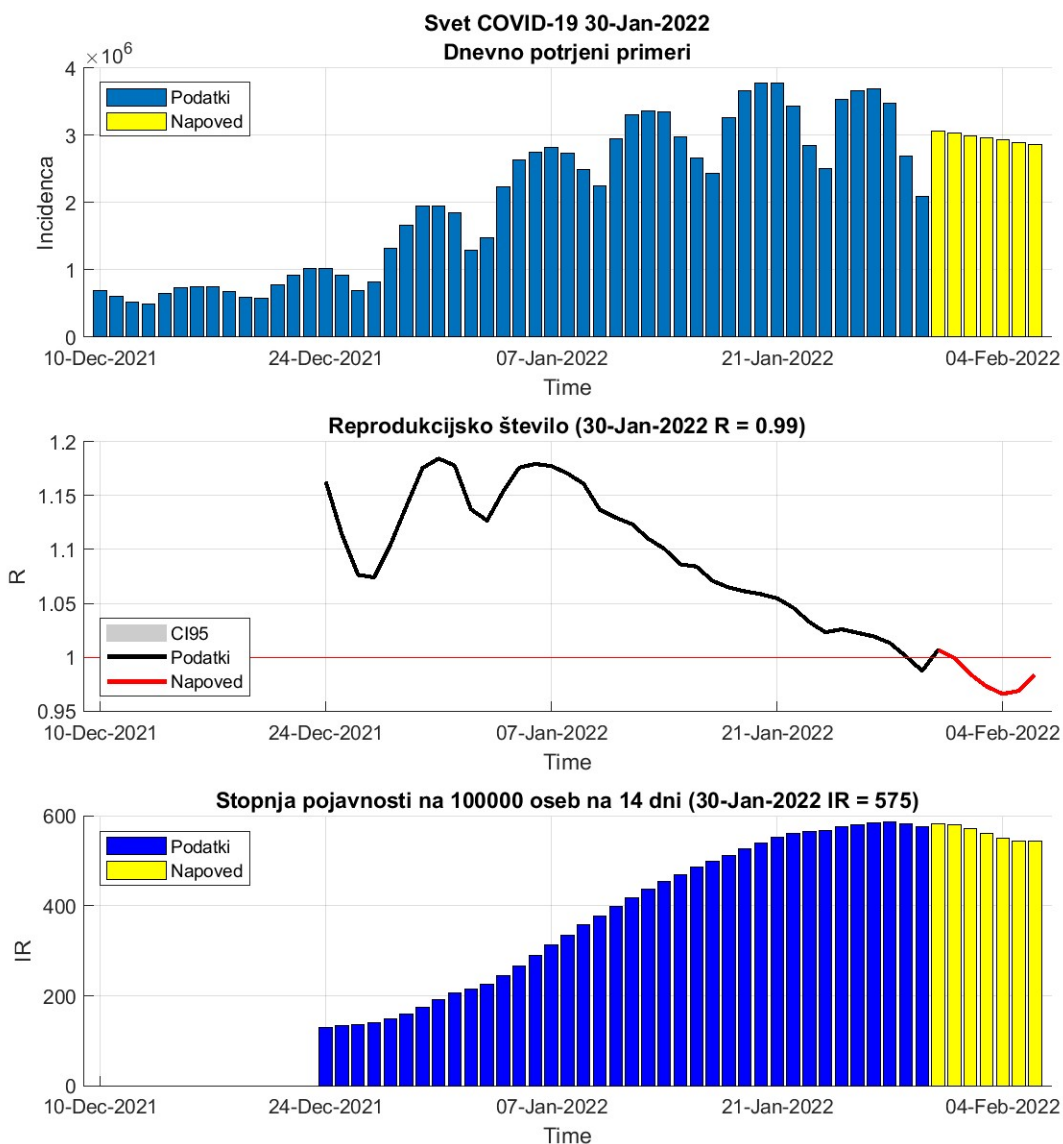 Svet COVID-19 30-Jan-2022
Dnevno potrjeni primeri
×10^6
4
3
2
1
0
Incidenca
Podatki
Napoved
10-Dec-2021 24-Dec-2021 07-Jan-2022 21-Jan-2022 04-Feb-2022
Time
Reprodukcijsko število (30-Jan-2022 R = 0.99)
1.2
1.15
1.1
1.05
1
0.95
R
CI95
Podatki
Napoved
10-Dec-2021 24-Dec-2021 07-Jan-2022 21-Jan-2022 04-Feb-2022
Time
Stopnja pojavnosti na 100000 oseb na 14 dni (30-Jan-2022 IR = 575)
600
400
200
0
IR
Podatki
Napoved
10-Dec-2021 24-Dec-2021 07-Jan-2022 21-Jan-2022 04-Feb-2022
Time